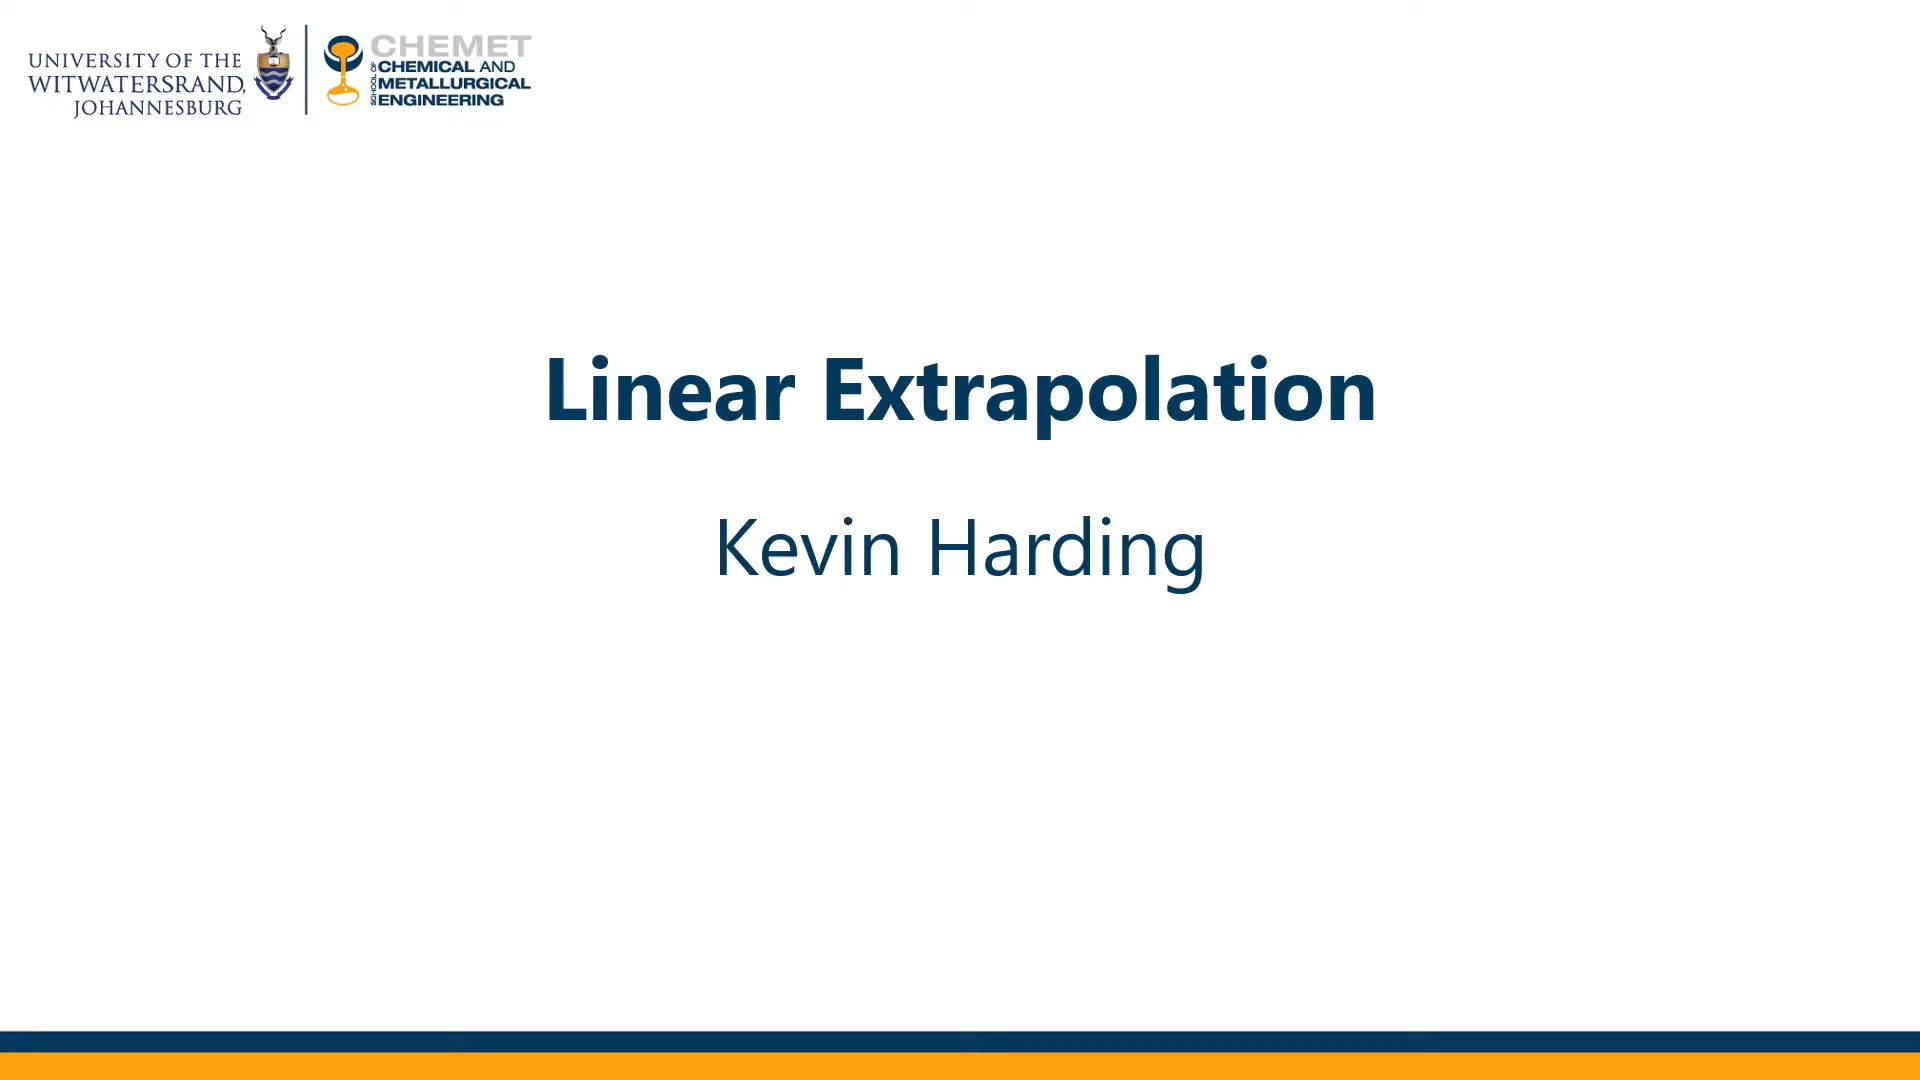 UNIVERSITY OF THE
WITWATERSRAND,
JOHANNESBURG
CHEMET
SCHOOL OF
CHEMICAL AND
METALLURGICAL
ENGINEERING
Linear Extrapolation
Kevin Harding